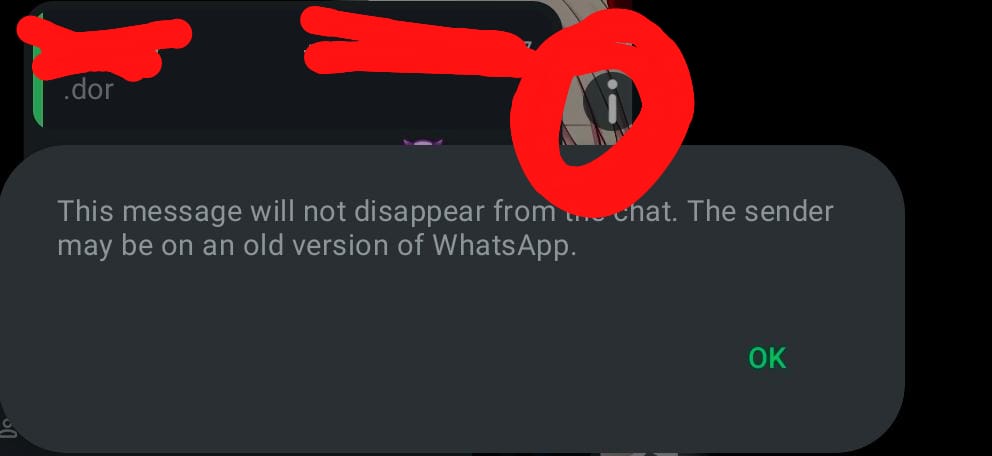 .dor
This message will not disappear from the chat. The sender
may be on an old version of WhatsApp.
OK